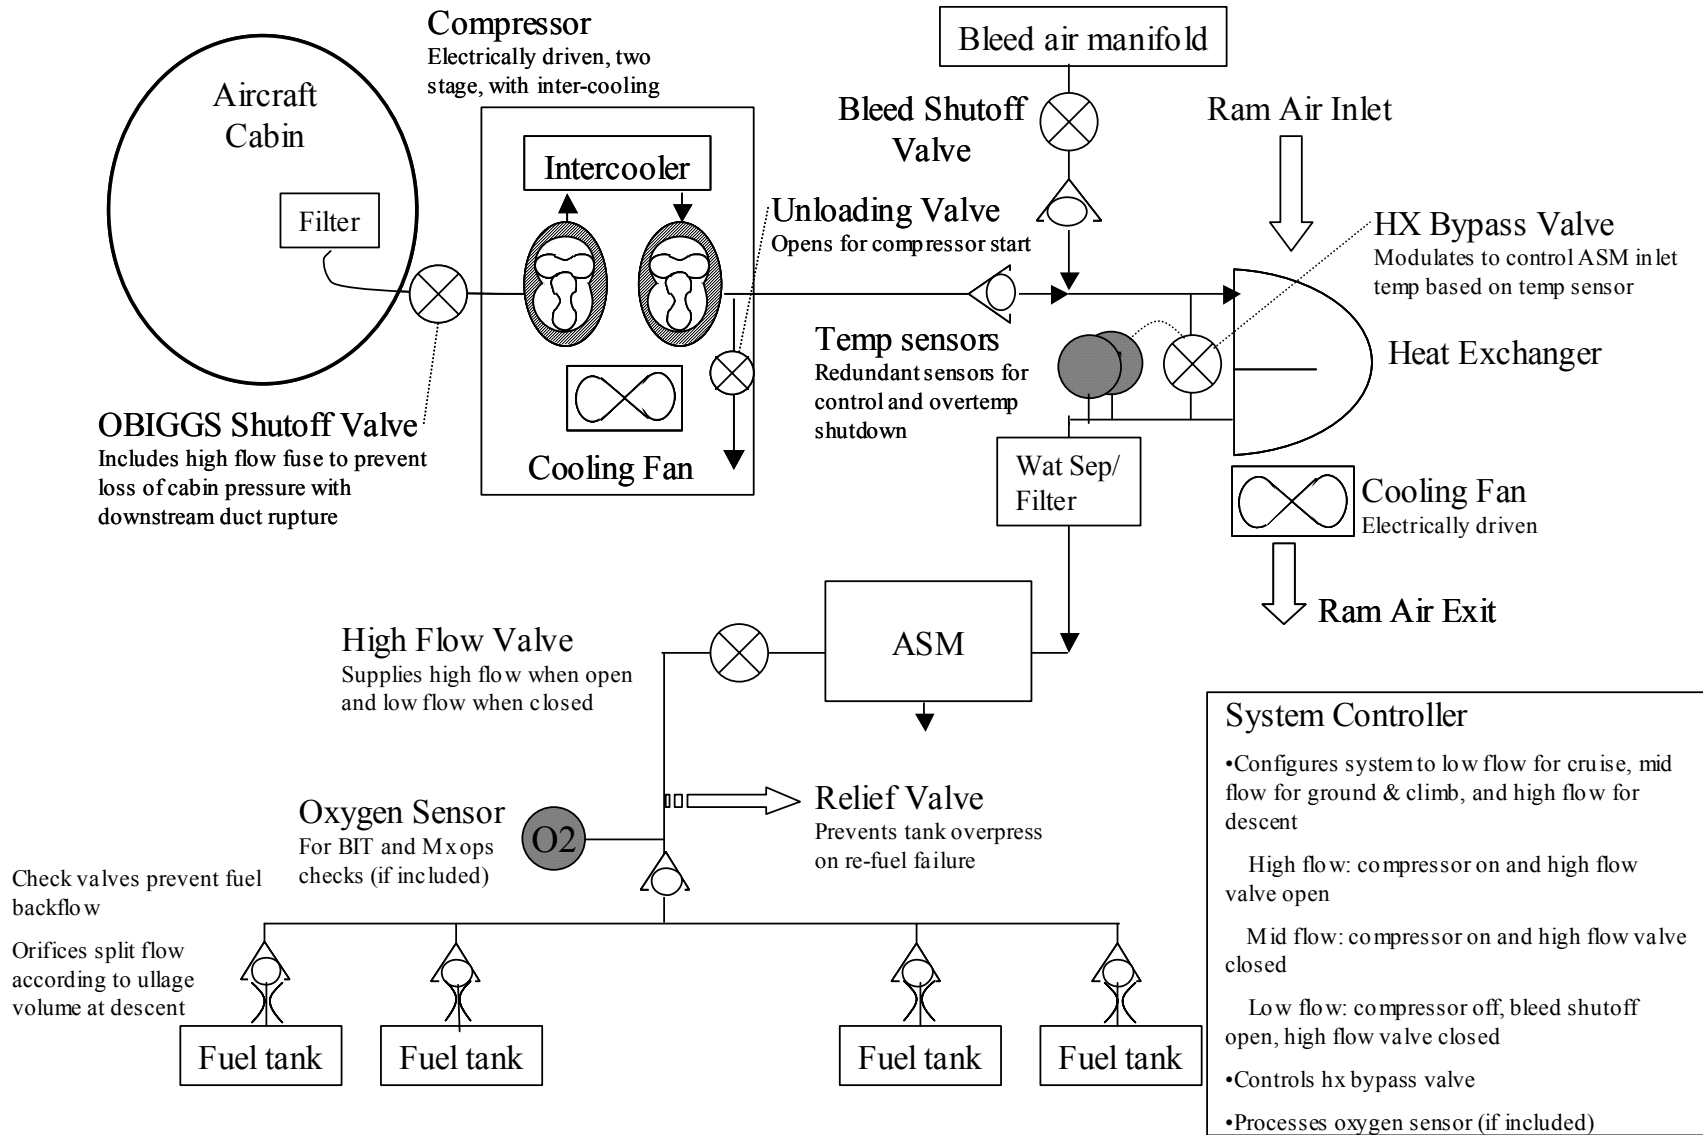 Compressor
Electrically driven, two
stage, with inter-cooling
Aircraft
Cabin
Filter
Intercooler
Cooling Fan
OBIGGS Shutoff Valve
Includes high flow fuse to prevent
loss of cabin pressure with
downstream duct rupture
Unloading Valve
Opens for compressor start
Bleed air manifold
Bleed Shutoff
Valve
Ram Air Inlet
HX Bypass Valve
Modulates to control ASM inlet
temp based on temp sensor
Temp sensors
Redundant sensors for
control and overtemp
shutdown
Heat Exchanger
Wat Sep/
Filter
Cooling Fan
Electrically driven
Ram Air Exit
High Flow Valve
Supplies high flow when open
and low flow when closed
ASM
Oxygen Sensor
For BIT and Mx ops
checks (if included)
O2
Relief Valve
Prevents tank overpress
on re-fuel failure
Check valves prevent fuel
backflow
Orifices split flow
according to ullage
volume at descent
Fuel tank
Fuel tank
Fuel tank
Fuel tank
System Controller
•Configures system to low flow for cruise, mid
flow for ground & climb, and high flow for
descent
High flow: compressor on and high flow
valve open
Mid flow: compressor on and high flow valve
closed
Low flow: compressor off, bleed shutoff
open, high flow valve closed
•Controls hx bypass valve
•Processes oxygen sensor (if included)